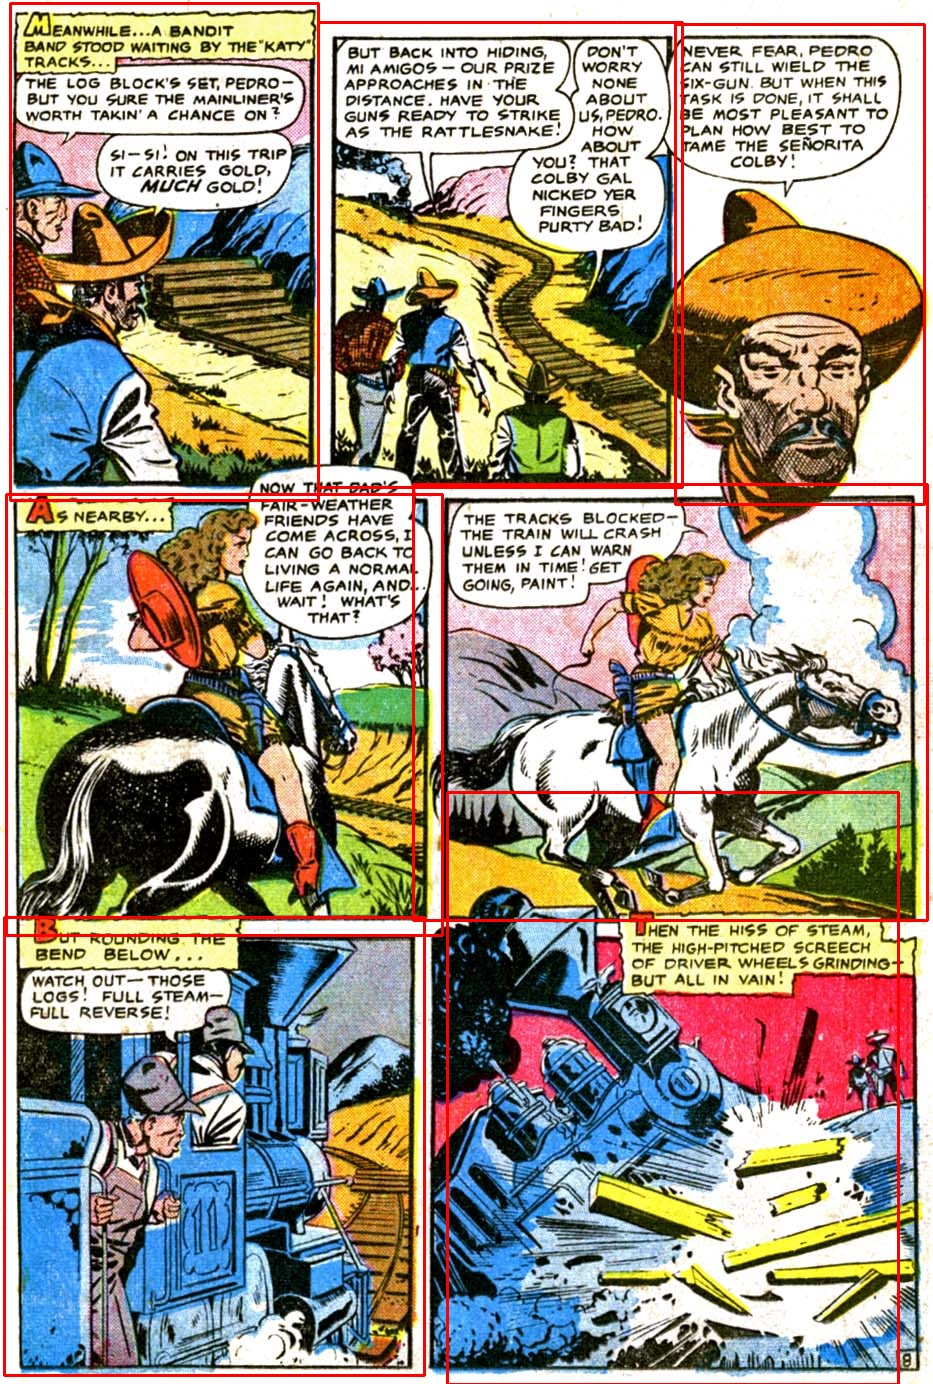 MEANWHILE...A BANDIT
BAND STOOD WAITING BY THE "KATY"
TRACKS...
THE LOG BLOCK'S SET, PEDRO—
BUT YOU SURE THE MAINLINER'S
WORTH TAKIN' A CHANCE ON?
SI-SI! ON THIS TRIP
IT CARRIES GOLD,
MUCH GOLD!
BUT BACK INTO HIDING,
MI AMIGOS — OUR PRIZE
APPROACHES IN THE
DISTANCE. HAVE YOUR
GUNS READY TO STRIKE
AS THE RATTLESNAKE!
DON'T
WORRY
NONE
ABOUT
US, PEDRO.
HOW
ABOUT
YOU? THAT
COLBY GAL
NICKED YER
FINGERS
PURTY BAD!
NEVER FEAR, PEDRO
CAN STILL WIELD THE
SIX-GUN. BUT WHEN THIS
TASK IS DONE, IT SHALL
BE MOST PLEASANT TO
PLAN HOW BEST TO
TAME THE SEÑORITA
COLBY!
AS NEARBY...
NOW THAT DAD'S
FAIR-WEATHER
FRIENDS HAVE
COME ACROSS, I
CAN GO BACK TO
LIVING A NORMAL
LIFE AGAIN, AND...
WAIT! WHAT'S
THAT?
THE TRACKS BLOCKED—
THE TRAIN WILL CRASH
UNLESS I CAN WARN
THEM IN TIME! GET
GOING, PAINT!
BUT ROUNDING THE
BEND BELOW...
WATCH OUT — THOSE
LOGS! FULL STEAM—
FULL REVERSE!
11
THEN THE HISS OF STEAM,
THE HIGH-PITCHED SCREECH
OF DRIVER WHEELS GRINDING—
BUT ALL IN VAIN!
8